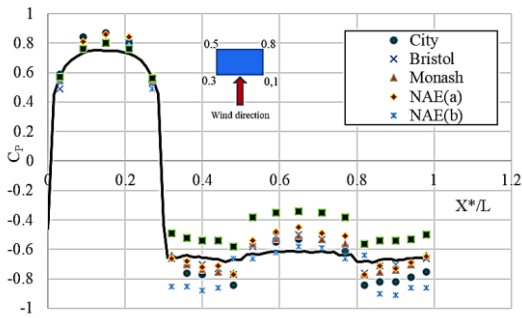 1
0.8
0.6
0.4
0.2
0
-0.2
-0.4
-0.6
-0.8
-1
Cp
0 0.2 0.4 0.6 0.8 1 1.2
X*/L
0.5 0.8
0.3 0,1
Wind direction
City
Bristol
Monash
NAE(a)
NAE(b)